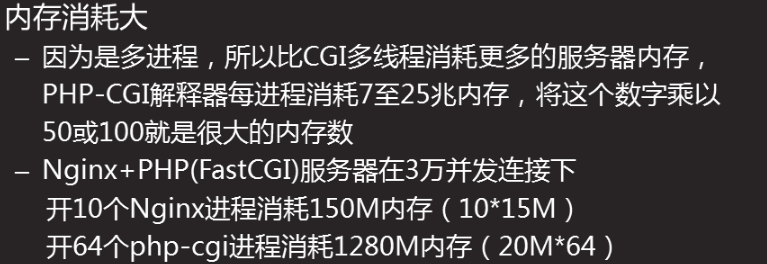 内存消耗大
– 因为是多进程，所以比CGI多线程消耗更多的服务器内存，
PHP-CGI解释器每进程消耗7至25兆内存，将这个数字乘以
50或100就是很大的内存数
– Nginx+PHP(FastCGI)服务器在3万并发连接下
开10个Nginx进程消耗150M内存（10*15M）
开64个php-cgi进程消耗1280M内存（20M*64）